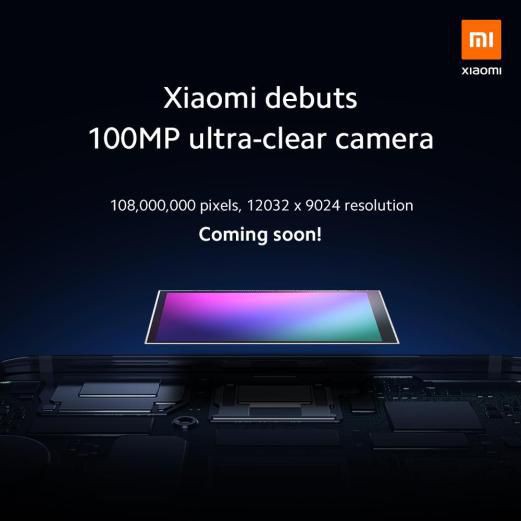 mi
xiaomi
Xiaomi debuts
100MP ultra-clear camera
108,000,000 pixels, 12032 x 9024 resolution
Coming soon!